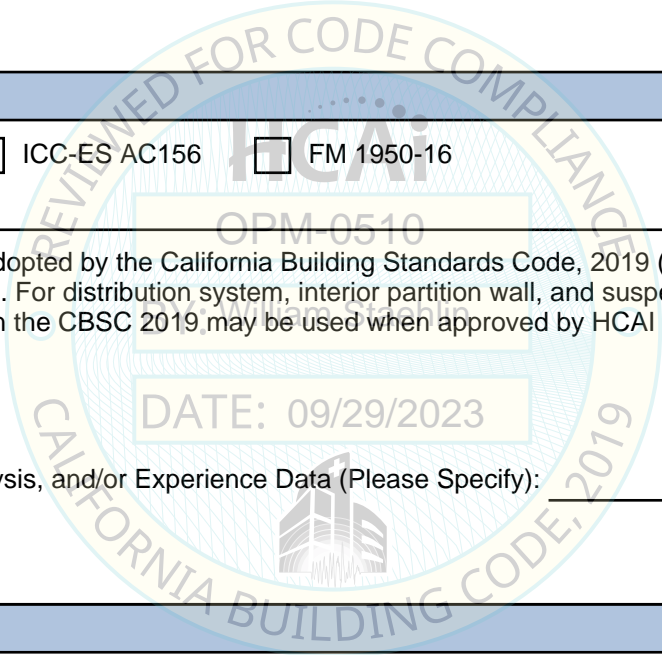 REVIEWED FOR CODE COMPLIANCE
HCAi
ICC-ES AC156 FM 1950-16
OPM-0510
dopted by the California Building Standards Code, 2019 (
. For distribution system, interior partition wall, and suspe
BY: William Staehlin
n the CBSC 2019 may be used when approved by HCAI
DATE: 09/29/2023
ysis, and/or Experience Data (Please Specify):
CALIFORNIA BUILDING CODE, 2019